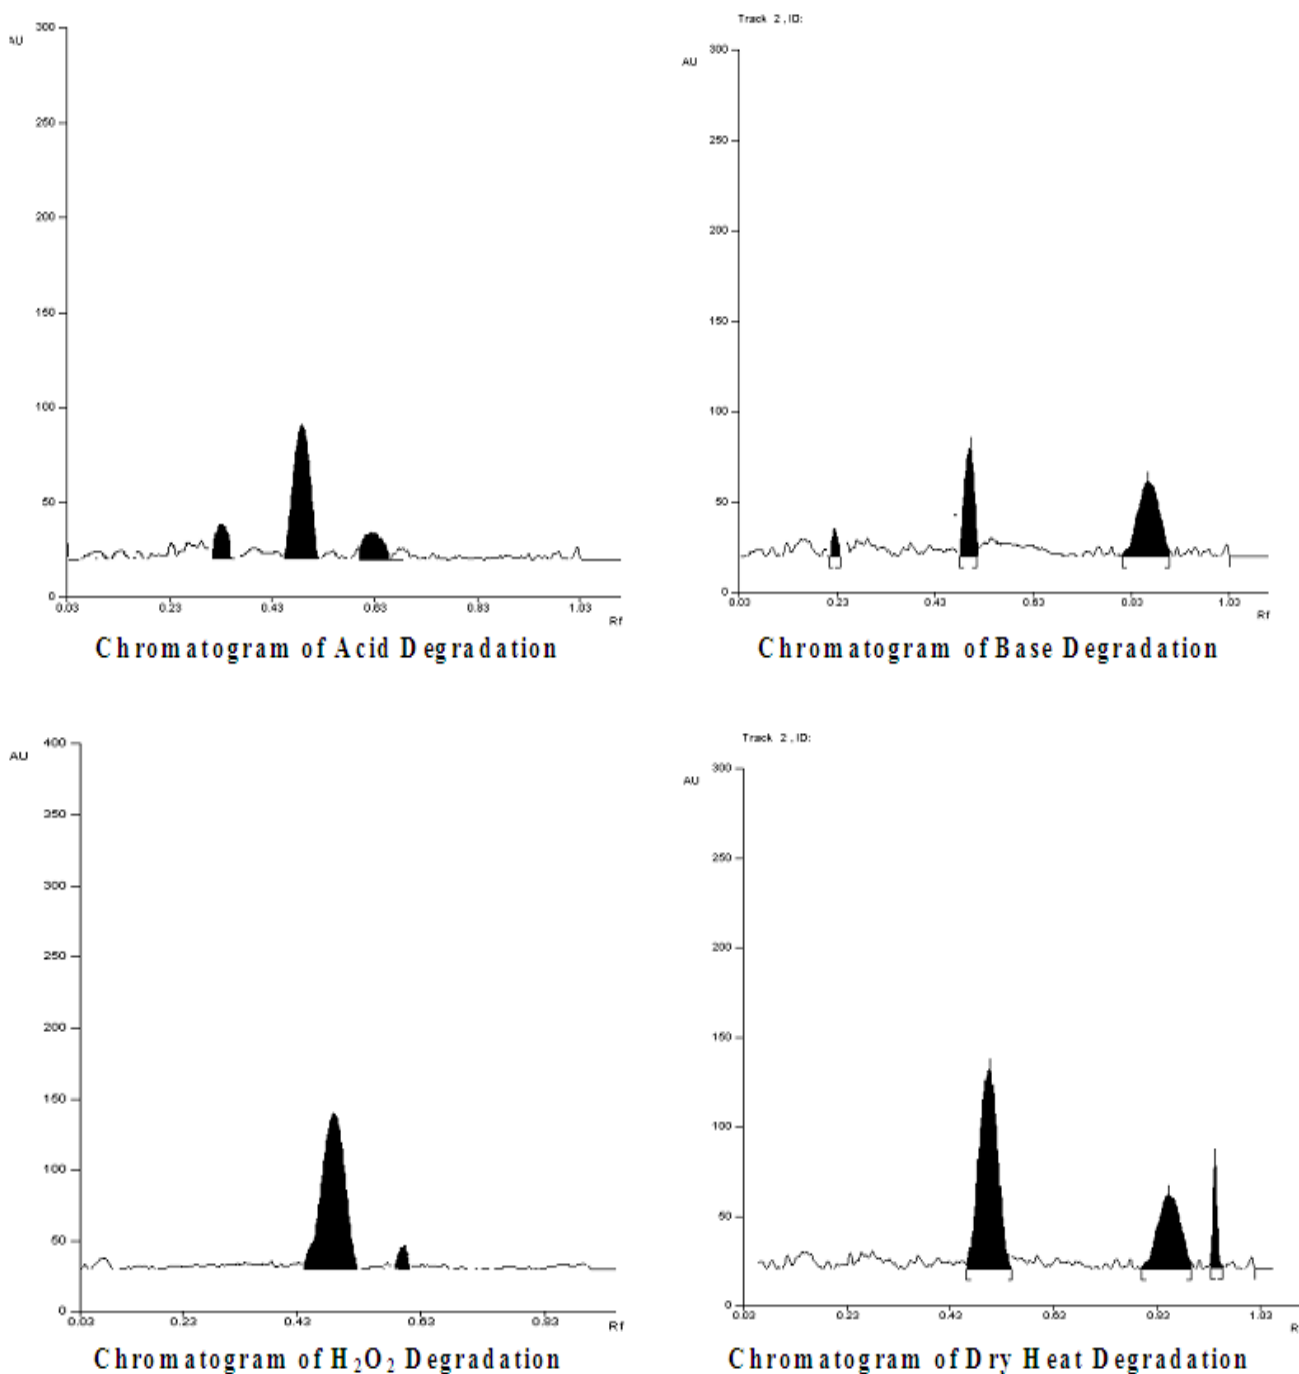 AU
300
250
200
150
100
50
0
0.03 0.23 0.43 0.63 0.83 1.03
Rf
Chromatogram of Acid Degradation
Track 2, ID:
AU
300
250
200
150
100
50
0
0.03 0.23 0.43 0.63 0.83 1.03
Rf
Chromatogram of Base Degradation
AU
400
350
300
250
200
150
100
50
0
0.03 0.23 0.43 0.63 0.83
Rf
Chromatogram of H₂O₂ Degradation
Track 2, ID:
AU
300
250
200
150
100
50
0
0.03 0.23 0.43 0.63 0.83 1.03
R
Chromatogram of Dry Heat Degradation